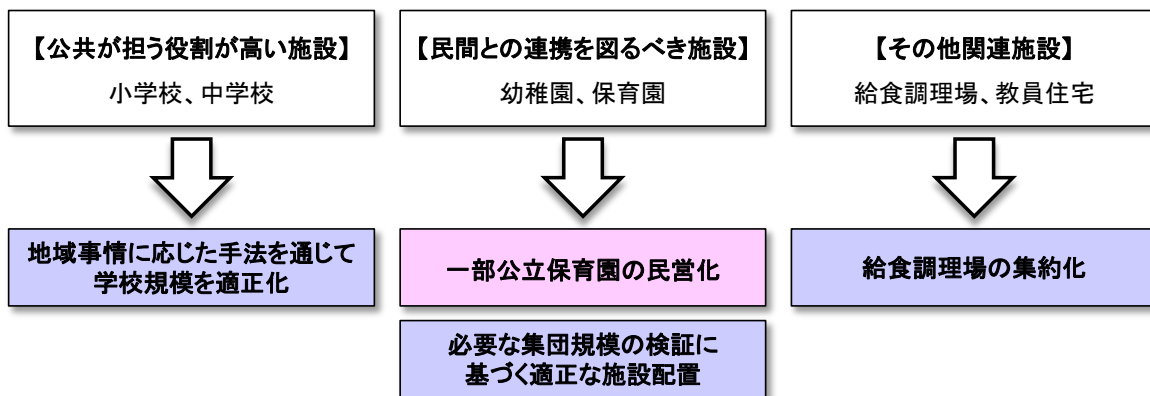 【公共が担う役割が高い施設】
小学校、中学校
【民間との連携を図るべき施設】
幼稚園、保育園
【その他関連施設】
給食調理場、教員住宅
地域事情に応じた手法を通じて
学校規模を適正化
一部公立保育園の民営化
給食調理場の集約化
必要な集団規模の検証に
基づく適正な施設配置